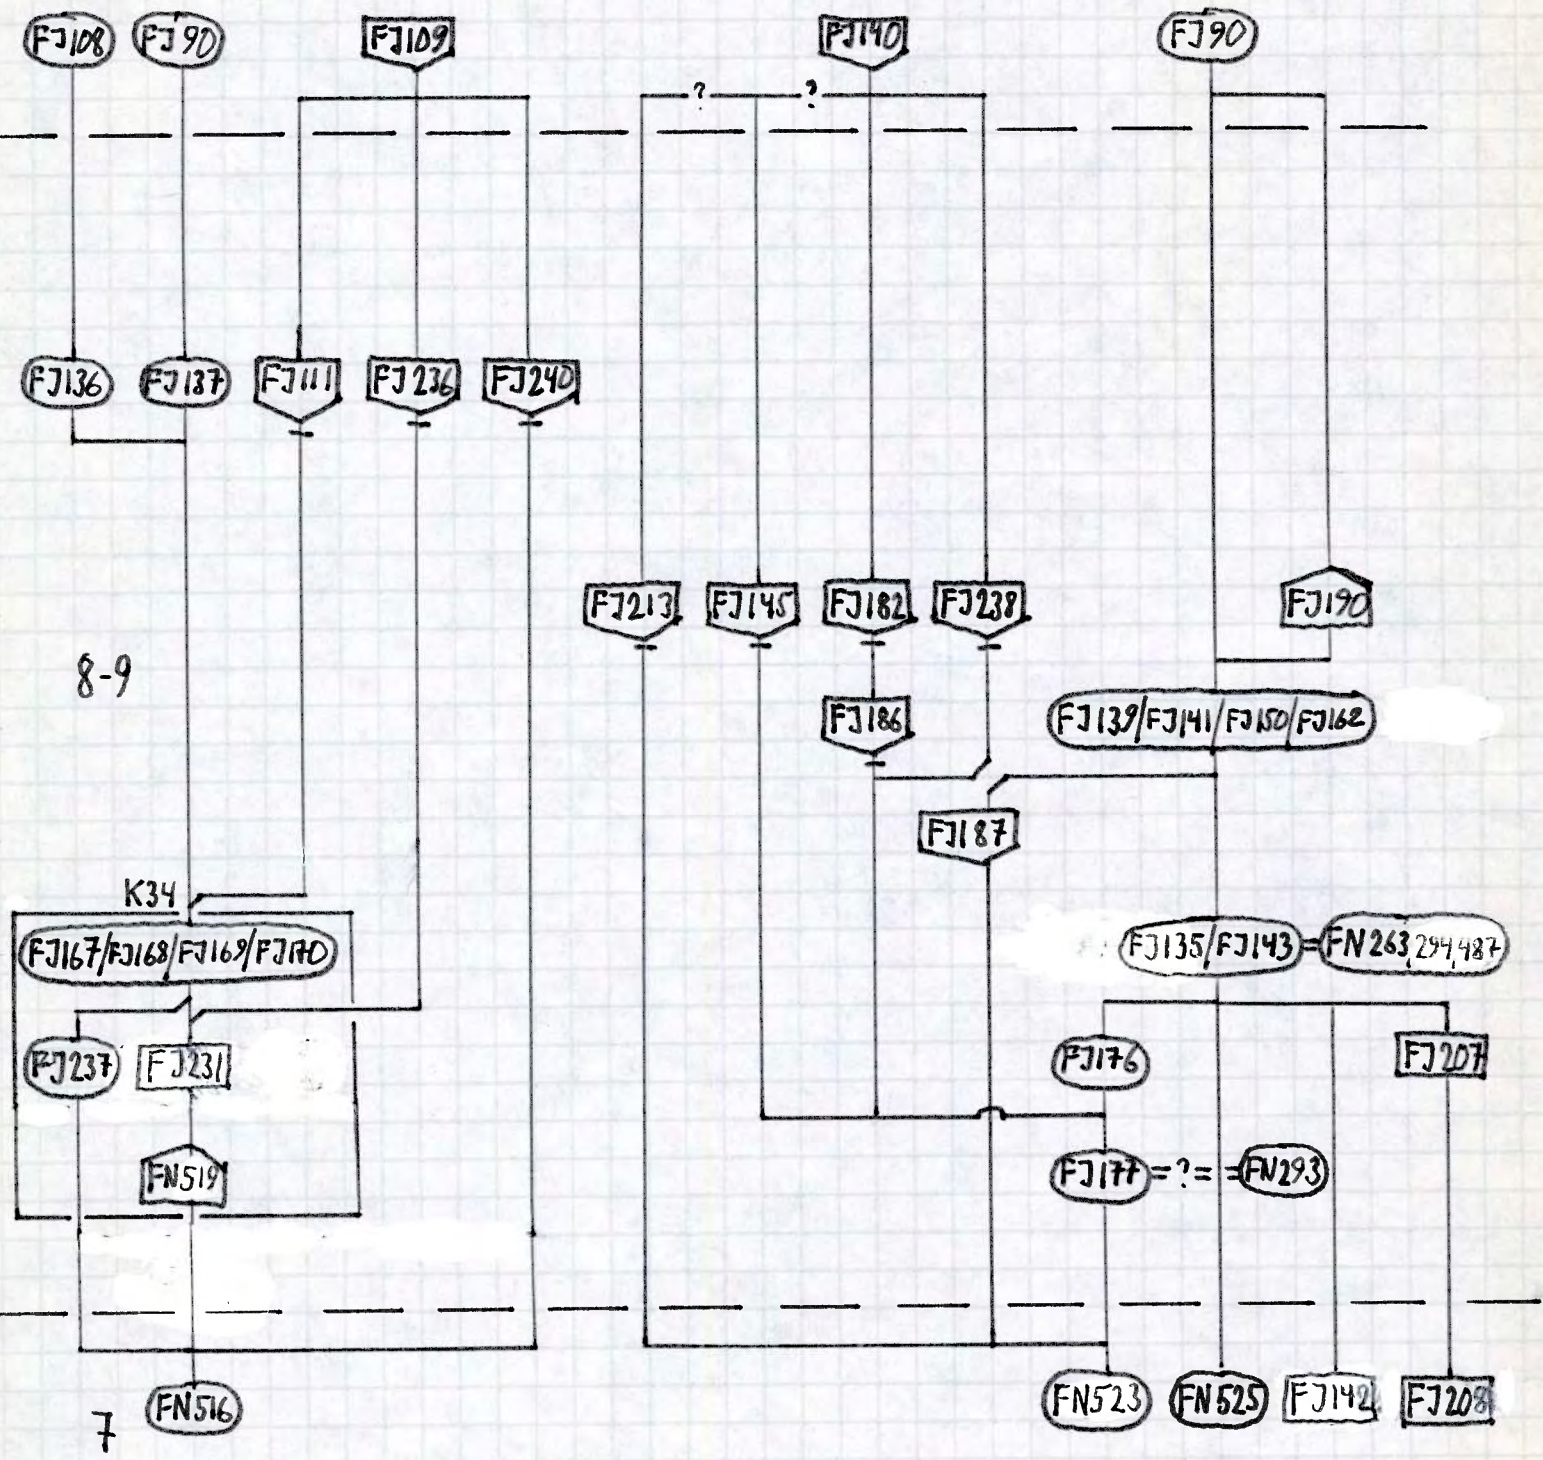 FJ108 FJ90 FJ109 FJ140 FJ90
? ?
FJ136 FJ137 FJ111 FJ236 FJ240
FJ213 FJ145 FJ182 FJ238 FJ190
8-9
FJ186 FJ139/FJ141/FJ150/FJ162
FJ187
K34
FJ167/FJ168/FJ169/FJ170 FJ135/FJ143=FN263,294,487
FJ237 FJ231 FJ176 FJ207
FN519 FJ177=?==FN293
7 FN516 FN523 FN525 FJ142 FJ208